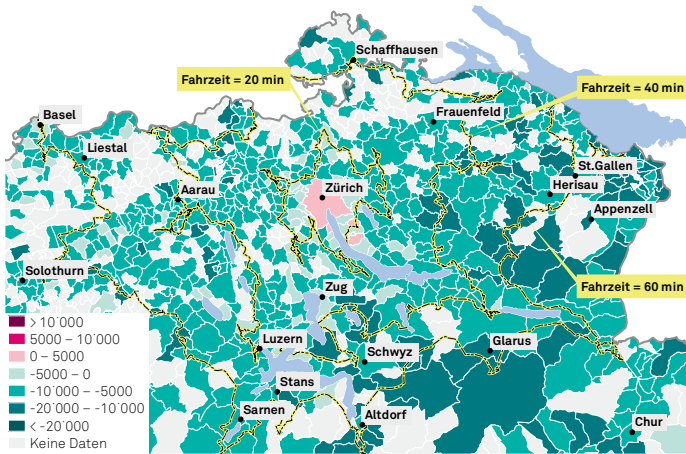 Schaffhausen
Fahrzeit = 20 min
Fahrzeit = 40 min
Basel
Frauenfeld
Liestal
St.Gallen
Herisau
Aarau
Zürich
Appenzell
Solothurn
Zug
Fahrzeit = 60 min
> 10´000
5000 – 10´000
0 – 5000
-5000 – 0
-10´000 – -5000
-20´000 – -10´000
< -20´000
Keine Daten
Luzern
Glarus
Schwyz
Stans
Sarnen
Altdorf
Chur